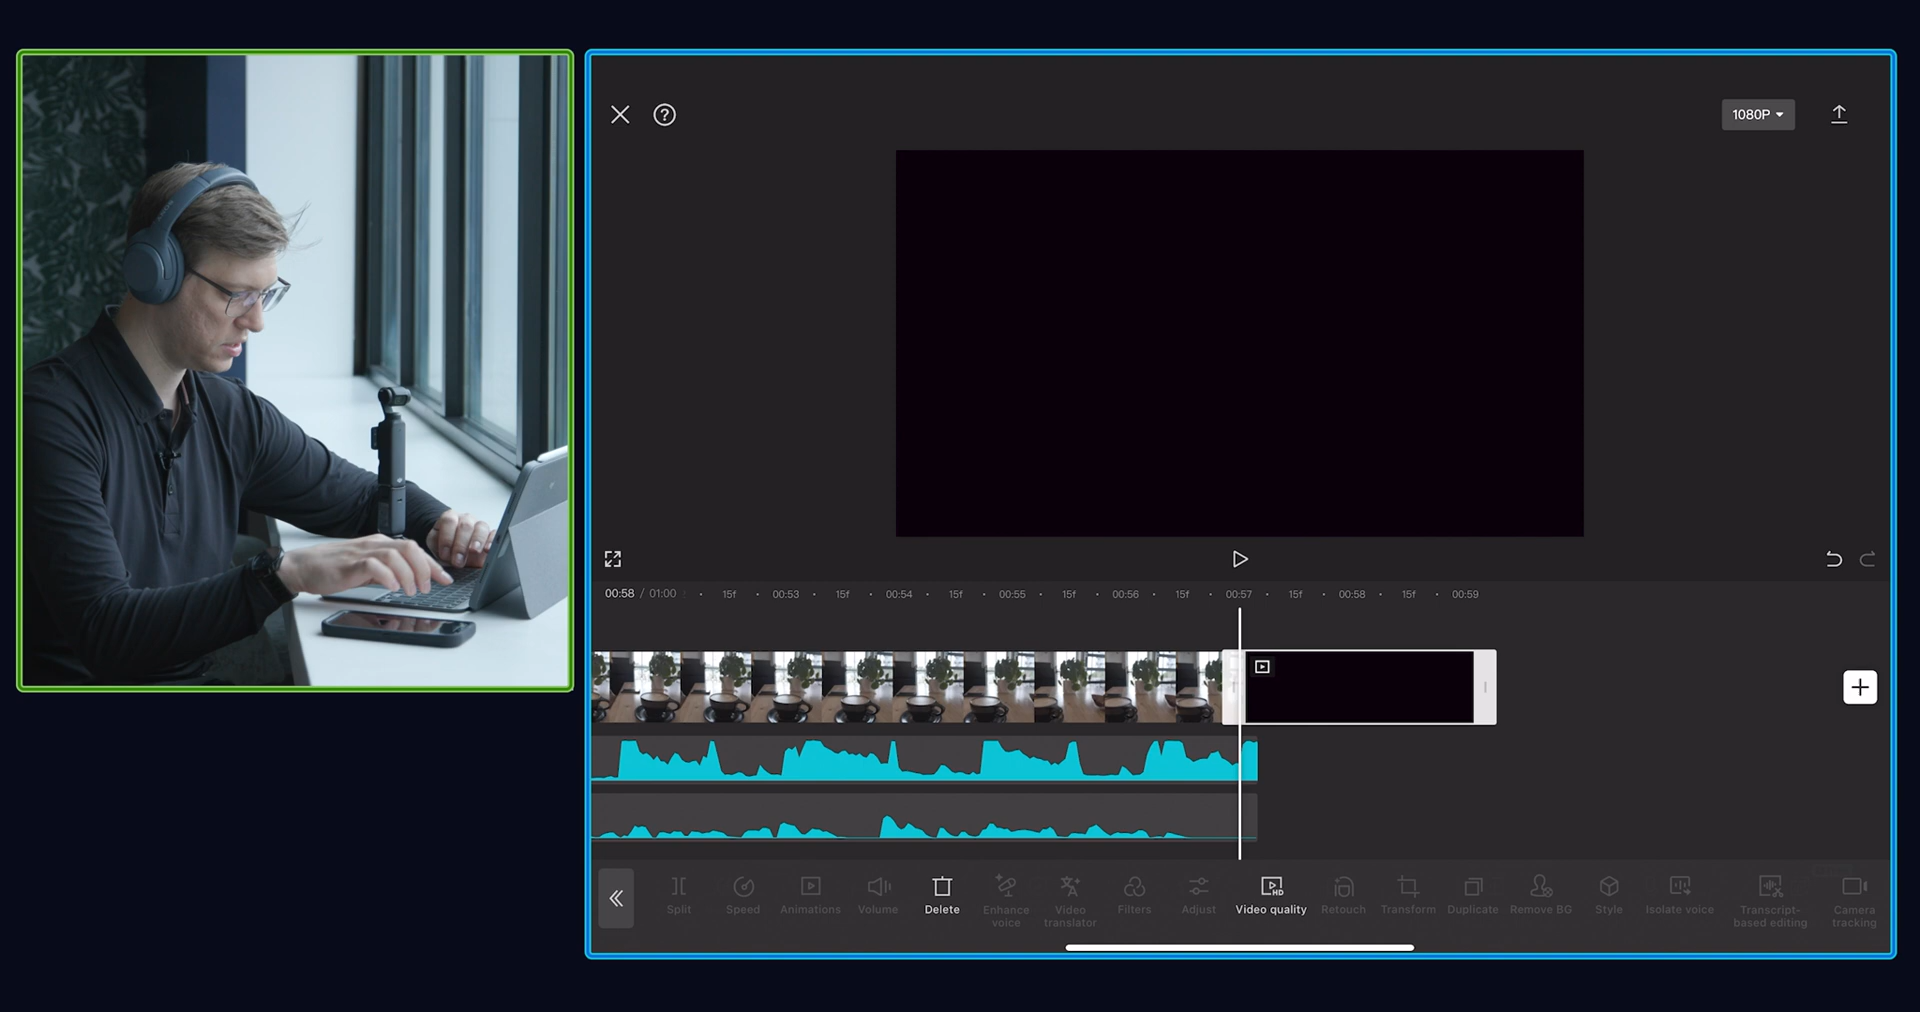 ?
1080P
00:58 / 01:00 15f 00:53 15f 00:54 15f 00:55 15f 00:56 15f 00:57 15f 00:58 15f 00:59
Split
Speed
Animations
Volume
Delete
Enhance
voice
Video
translator
Filters
Adjust
HD
Video quality
Retouch
Transform
Duplicate
Remove BG
Style
Isolate voice
Transcript-
based editing
Camera
tracking